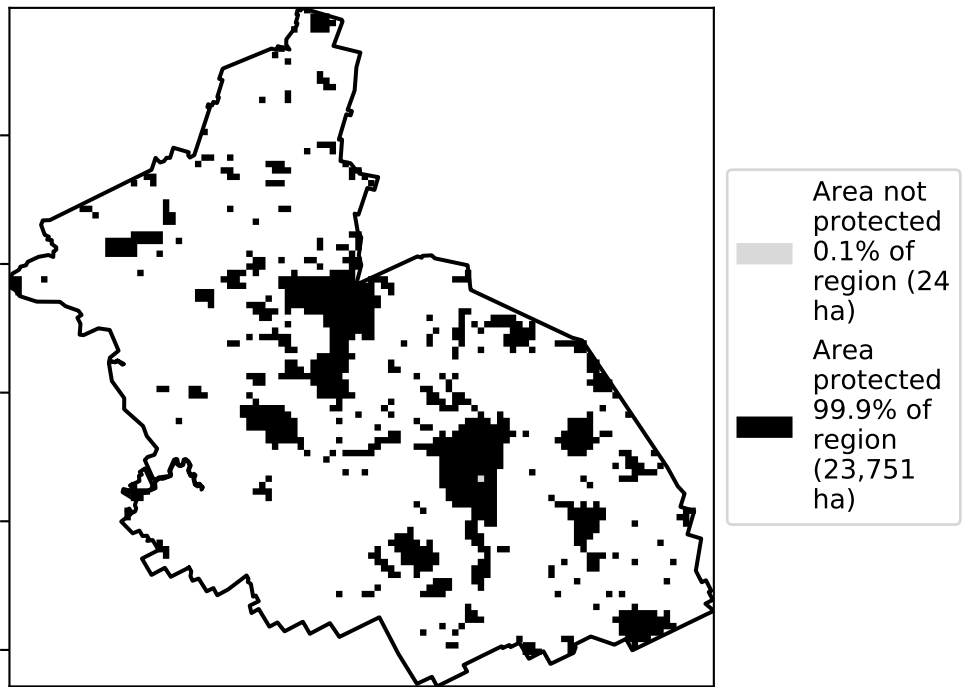 Area not
protected
0.1% of
region (24
ha)
Area
protected
99.9% of
region
(23,751
ha)